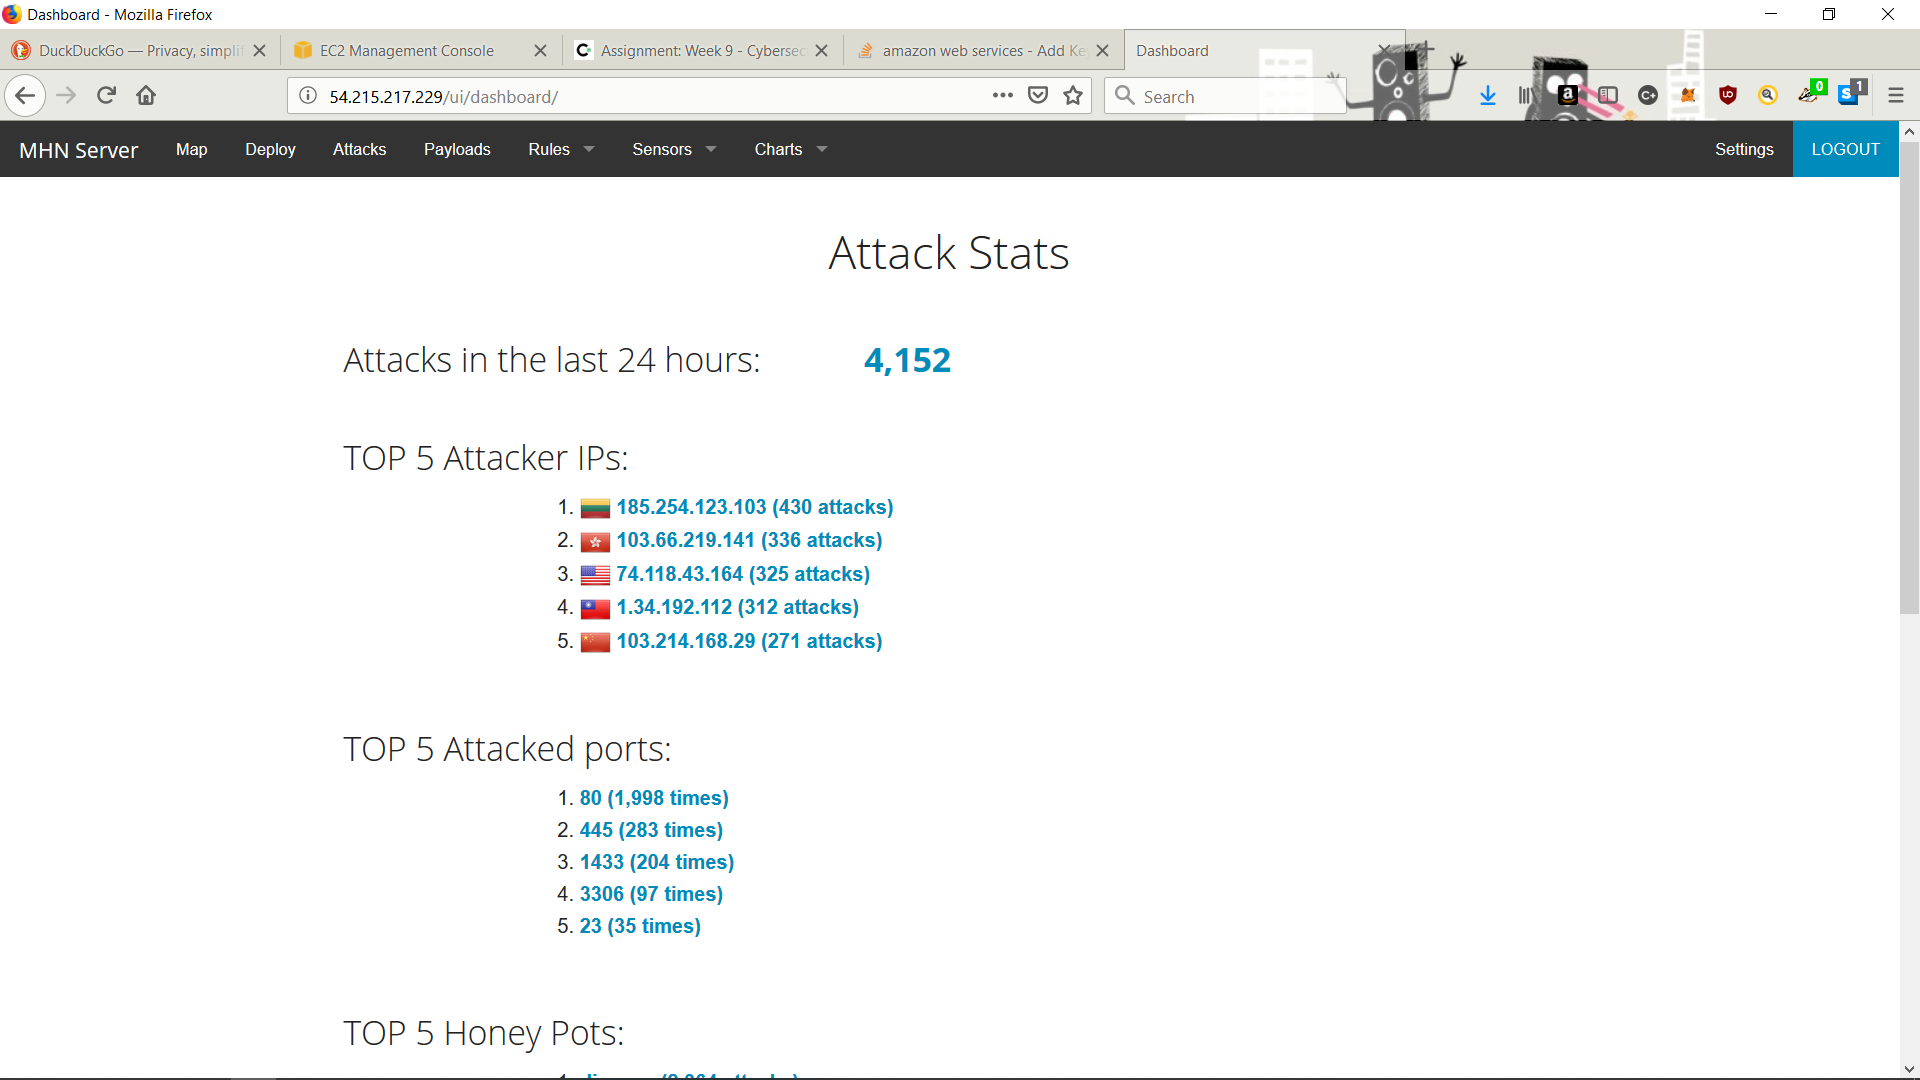 Dashboard - Mozilla Firefox
DuckDuckGo — Privacy, simplif
EC2 Management Console
Assignment: Week 9 - Cybersec
amazon web services - Add Ke
Dashboard
54.215.217.229/ui/dashboard/
Search
0
1
MHN Server
Map
Deploy
Attacks
Payloads
Rules
Sensors
Charts
Settings
LOGOUT
Attack Stats
Attacks in the last 24 hours: 4,152
TOP 5 Attacker IPs:
1. 185.254.123.103 (430 attacks)
2. 103.66.219.141 (336 attacks)
3. 74.118.43.164 (325 attacks)
4. 1.34.192.112 (312 attacks)
5. 103.214.168.29 (271 attacks)
TOP 5 Attacked ports:
1. 80 (1,998 times)
2. 445 (283 times)
3. 1433 (204 times)
4. 3306 (97 times)
5. 23 (35 times)
TOP 5 Honey Pots: